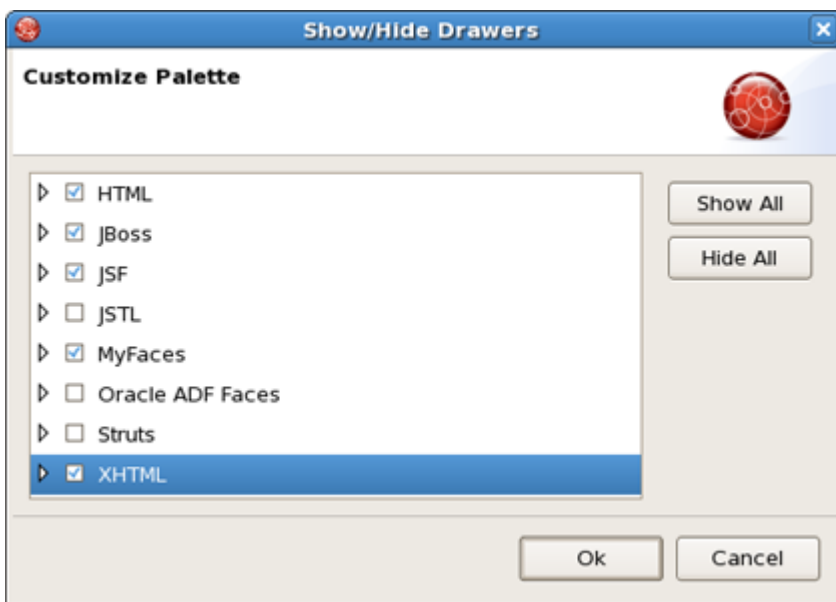 Show/Hide Drawers
Customize Palette
HTML
JBoss
JSF
JSTL
MyFaces
Oracle ADF Faces
Struts
XHTML
Show All
Hide All
Ok
Cancel